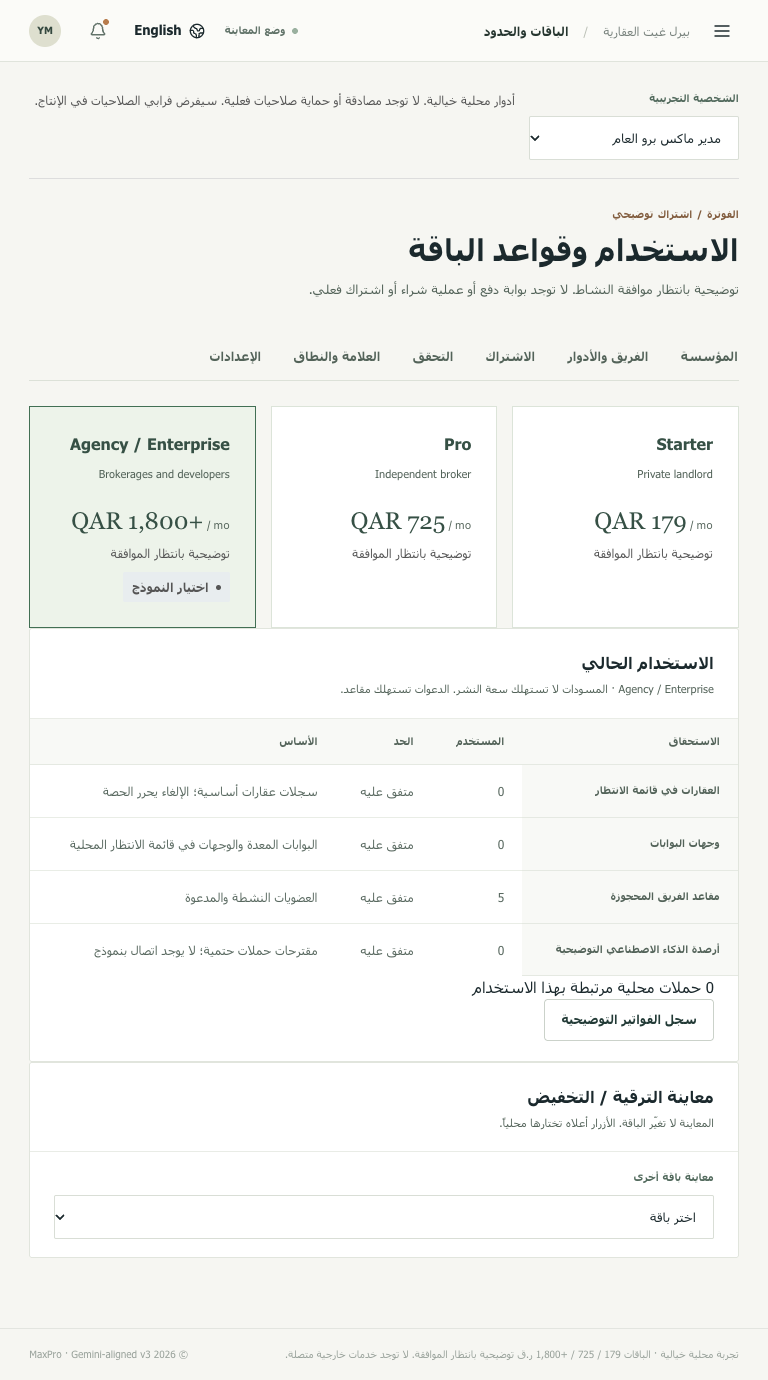 بيرل غيت العقارية / الباقات والحدود
وضع المعاينة
English
YM
الشخصية التجريبية
مدير ماكس برو العام
أدوار محلية خيالية. لا توجد مصادقة أو حماية صلاحيات فعلية. سيفرض فرابي الصلاحيات في الإنتاج.
الفوترة / اشتراك توضيحي
الاستخدام وقواعد الباقة
توضيحية بانتظار موافقة النشاط. لا توجد بوابة دفع أو عملية شراء أو اشتراك فعلي.
المؤسسة الفريق والأدوار الاشتراك التحقق العلامة والنطاق الإعدادات
Starter
Private landlord
QAR 179 / mo
توضيحية بانتظار الموافقة
Pro
Independent broker
QAR 725 / mo
توضيحية بانتظار الموافقة
Agency / Enterprise
Brokerages and developers
QAR 1,800+ / mo
توضيحية بانتظار الموافقة
• اختيار النموذج
الاستخدام الحالي
Agency / Enterprise · المسودات لا تستهلك سعة النشر. الدعوات تستهلك مقاعد.
الاستحقاق المستخدم الحد الأساس
العقارات في قائمة الانتظار 0 متفق عليه سجلات عقارات أساسية؛ الإلغاء يحرر الحصة
وجهات البوابات 0 متفق عليه البوابات المعدة والوجهات في قائمة الانتظار المحلية
مقاعد الفريق المحجوزة 5 متفق عليه العضويات النشطة والمدعوة
أرصدة الذكاء الاصطناعي التوضيحية 0 متفق عليه مقترحات حملات حتمية؛ لا يوجد اتصال بنموذج
0 حملات محلية مرتبطة بهذا الاستخدام
سجل الفواتير التوضيحية
معاينة الترقية / التخفيض
المعاينة لا تغيّر الباقة. الأزرار أعلاه تختارها محلياً.
معاينة باقة أخرى
اختر باقة
تجربة محلية خيالية · الباقات 179 / 725 / +1,800 ر.ق توضيحية بانتظار الموافقة. لا توجد خدمات خارجية متصلة.
MaxPro · Gemini-aligned v3 2026 ©